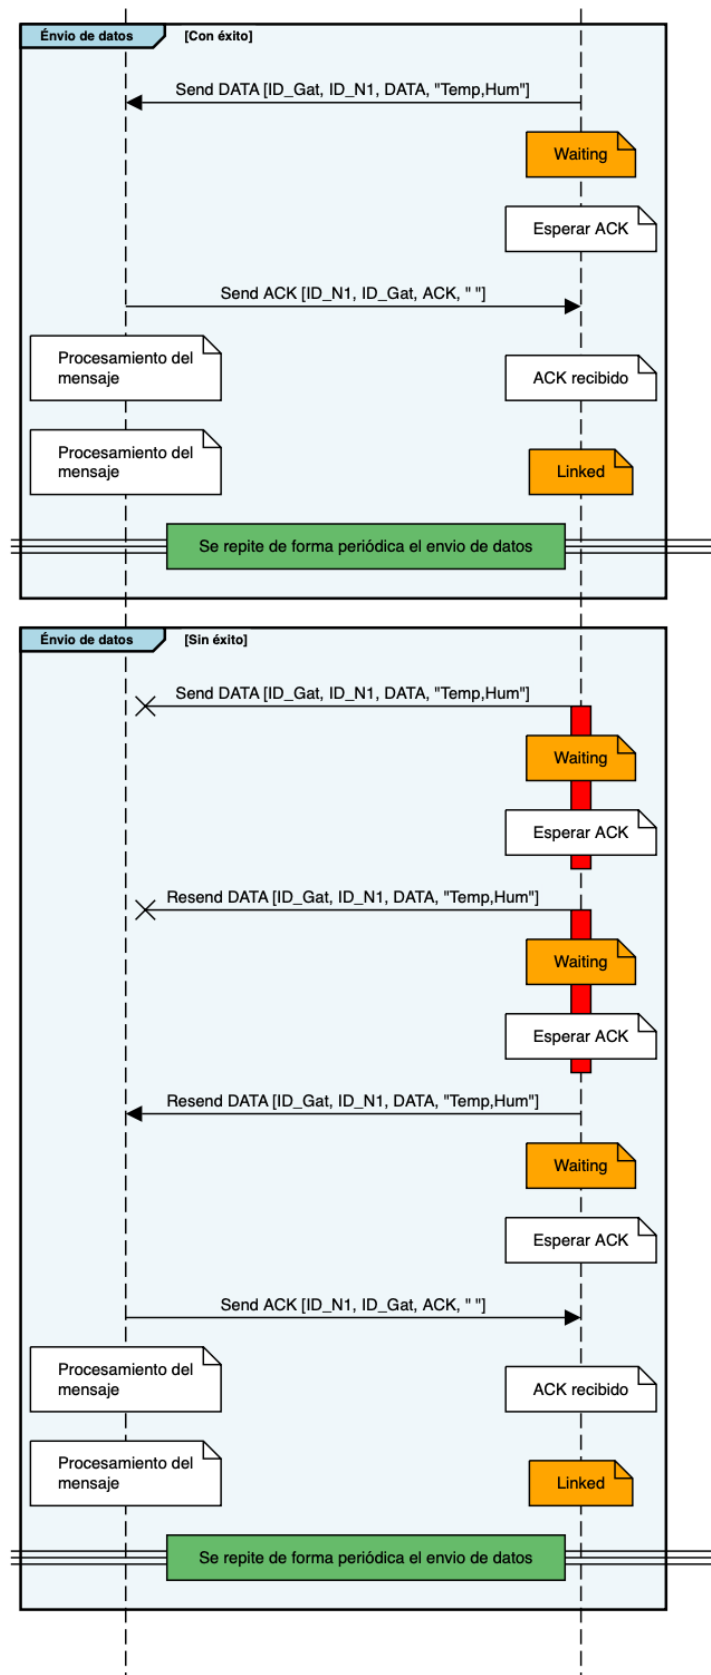 Énvio de datos [Con éxito]
Send DATA [ID_Gat, ID_N1, DATA, "Temp,Hum"]
Waiting
Esperar ACK
Send ACK [ID_N1, ID_Gat, ACK, " "]
Procesamiento del
mensaje
ACK recibido
Procesamiento del
mensaje
Linked
Se repite de forma periódica el envio de datos
Énvio de datos [Sin éxito]
Send DATA [ID_Gat, ID_N1, DATA, "Temp,Hum"]
Waiting
Esperar ACK
Resend DATA [ID_Gat, ID_N1, DATA, "Temp,Hum"]
Waiting
Esperar ACK
Resend DATA [ID_Gat, ID_N1, DATA, "Temp,Hum"]
Waiting
Esperar ACK
Send ACK [ID_N1, ID_Gat, ACK, " "]
Procesamiento del
mensaje
ACK recibido
Procesamiento del
mensaje
Linked
Se repite de forma periódica el envio de datos